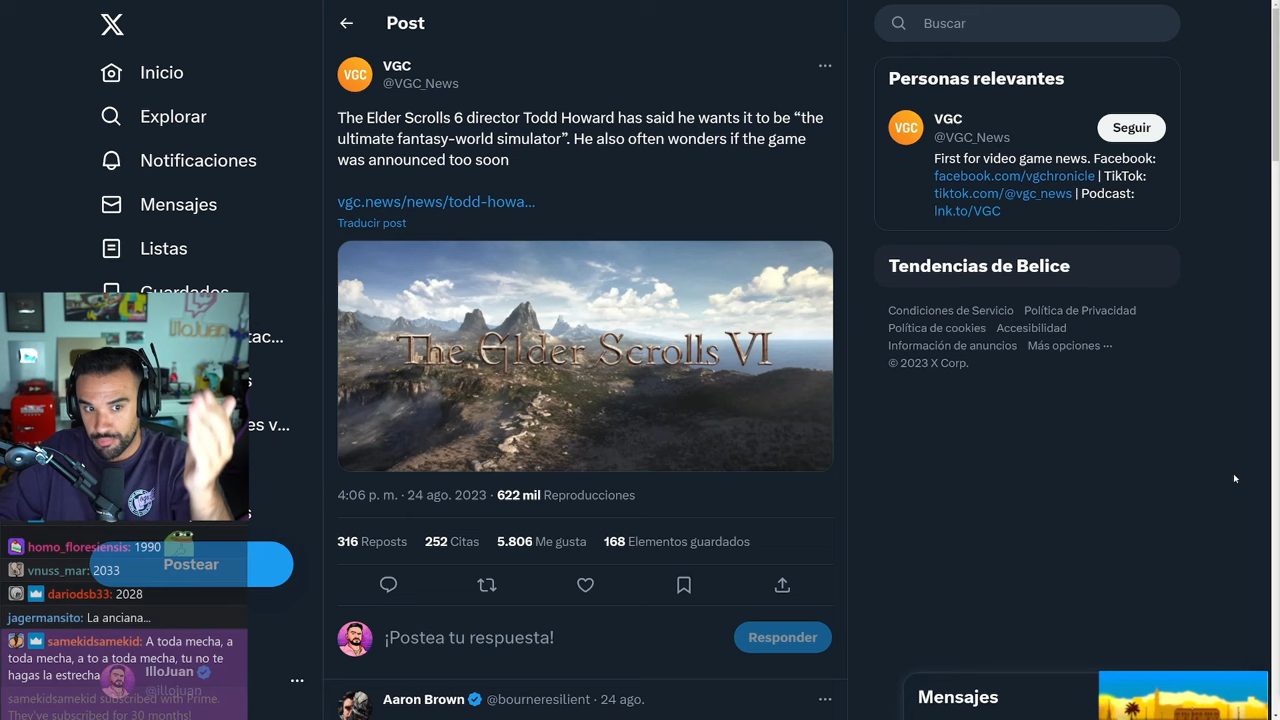 Inicio
Explorar
Notificaciones
Mensajes
Listas
Guardados
tac...
s
es v...
s
IlloJuan
homo_floresiensis: 1990
vnuss_mar: 2033
dariodsb33: 2028
jagermansito: La anciana...
samekidsamekid: A toda mecha, a
toda mecha, a to a toda mecha, tu no te
hagas la estrecha
samekidsamekid subscribed with Prime.
They've subscribed for 30 months!
Postear
IlloJuan
@illojuan
Post
VGC
VGC
@VGC_News
The Elder Scrolls 6 director Todd Howard has said he wants it to be “the
ultimate fantasy-world simulator”. He also often wonders if the game
was announced too soon
vgc.news/news/todd-howa...
Traducir post
The Elder Scrolls VI
4:06 p. m. · 24 ago. 2023 · 622 mil Reproducciones
316 Reposts 252 Citas 5.806 Me gusta 168 Elementos guardados
¡Postea tu respuesta!
Responder
Aaron Brown @bourneresilient · 24 ago.
Buscar
Personas relevantes
VGC
VGC
@VGC_News
Seguir
First for video game news. Facebook:
facebook.com/vgchronicle | TikTok:
tiktok.com/@vgc_news | Podcast:
lnk.to/VGC
Tendencias de Belice
Condiciones de Servicio Política de Privacidad
Política de cookies Accesibilidad
Información de anuncios Más opciones ···
© 2023 X Corp.
Mensajes